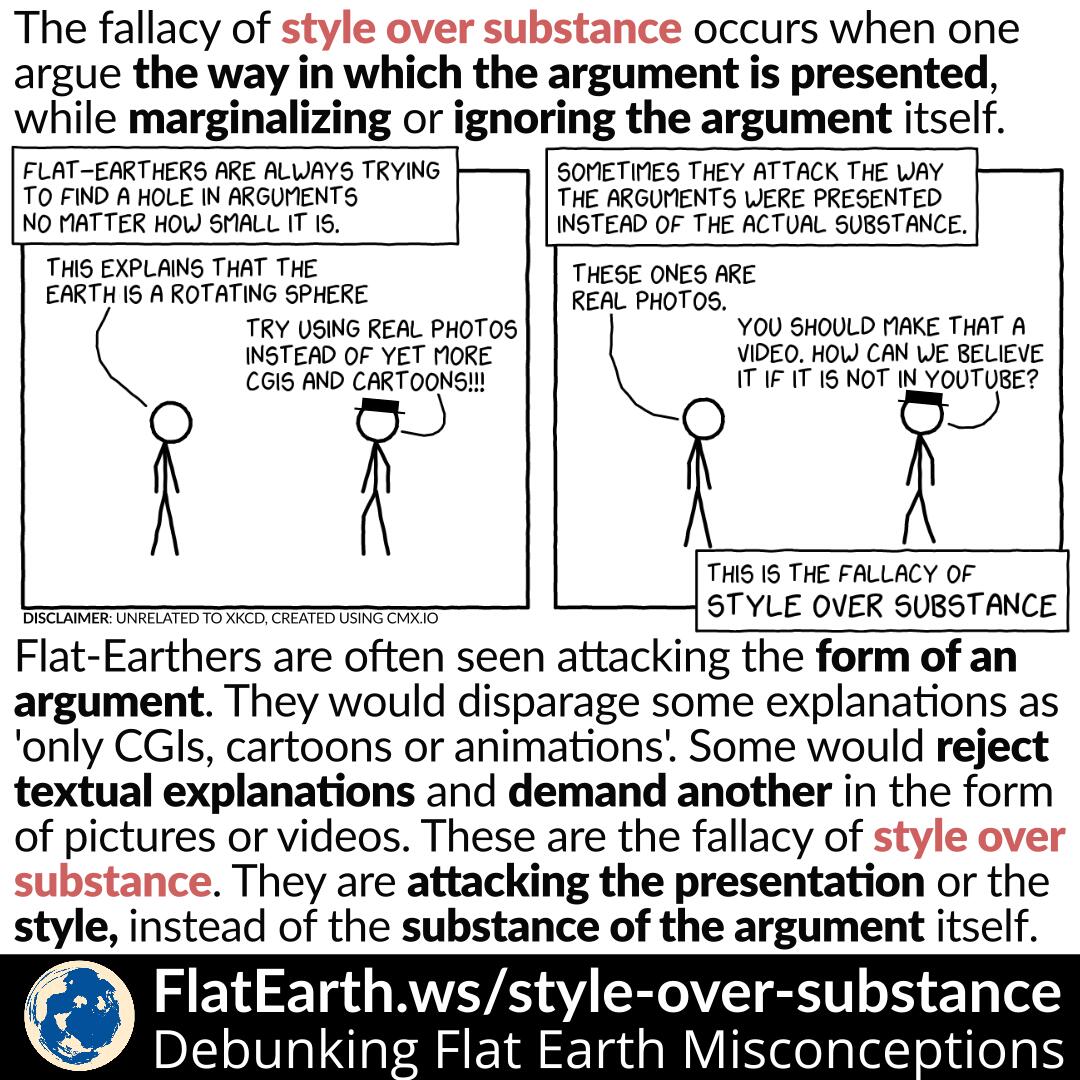 The fallacy of style over substance occurs when one
argue the way in which the argument is presented,
while marginalizing or ignoring the argument itself.
FLAT-EARTHERS ARE ALWAYS TRYING
TO FIND A HOLE IN ARGUMENTS
NO MATTER HOW SMALL IT IS.
THIS EXPLAINS THAT THE
EARTH IS A ROTATING SPHERE
TRY USING REAL PHOTOS
INSTEAD OF YET MORE
CGIS AND CARTOONS!!!
SOMETIMES THEY ATTACK THE WAY
THE ARGUMENTS WERE PRESENTED
INSTEAD OF THE ACTUAL SUBSTANCE.
THESE ONES ARE
REAL PHOTOS.
YOU SHOULD MAKE THAT A
VIDEO. HOW CAN WE BELIEVE
IT IF IT IS NOT IN YOUTUBE?
THIS IS THE FALLACY OF
STYLE OVER SUBSTANCE
DISCLAIMER: UNRELATED TO XKCD, CREATED USING CMX.IO
Flat-Earthers are often seen attacking the form of an
argument. They would disparage some explanations as
'only CGIs, cartoons or animations'. Some would reject
textual explanations and demand another in the form
of pictures or videos. These are the fallacy of style over
substance. They are attacking the presentation or the
style, instead of the substance of the argument itself.
FlatEarth.ws/style-over-substance
Debunking Flat Earth Misconceptions